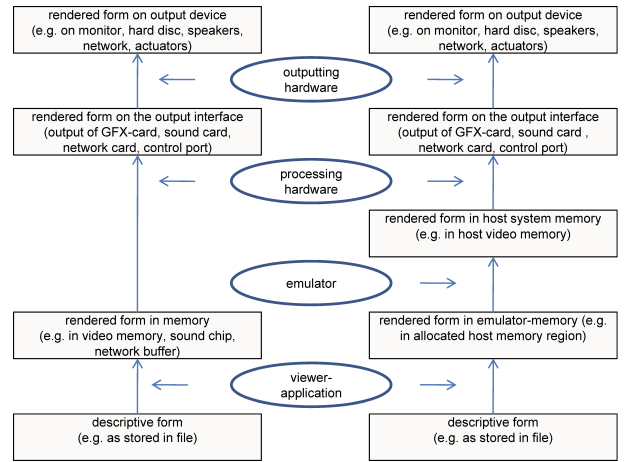 rendered form on output device
(e.g. on monitor, hard disc, speakers,
network, actuators)
rendered form on output device
(e.g. on monitor, hard disc, speakers,
network, actuators)
outputting
hardware
rendered form on the output interface
(output of GFX-card, sound card,
network card, control port)
rendered form on the output interface
(output of GFX-card, sound card ,
network card, control port)
processing
hardware
rendered form in host system memory
(e.g. in host video memory)
emulator
rendered form in memory
(e.g. in video memory, sound chip,
network buffer)
rendered form in emulator-memory (e.g.
in allocated host memory region)
viewer-
application
descriptive form
(e.g. as stored in file)
descriptive form
(e.g. as stored in file)